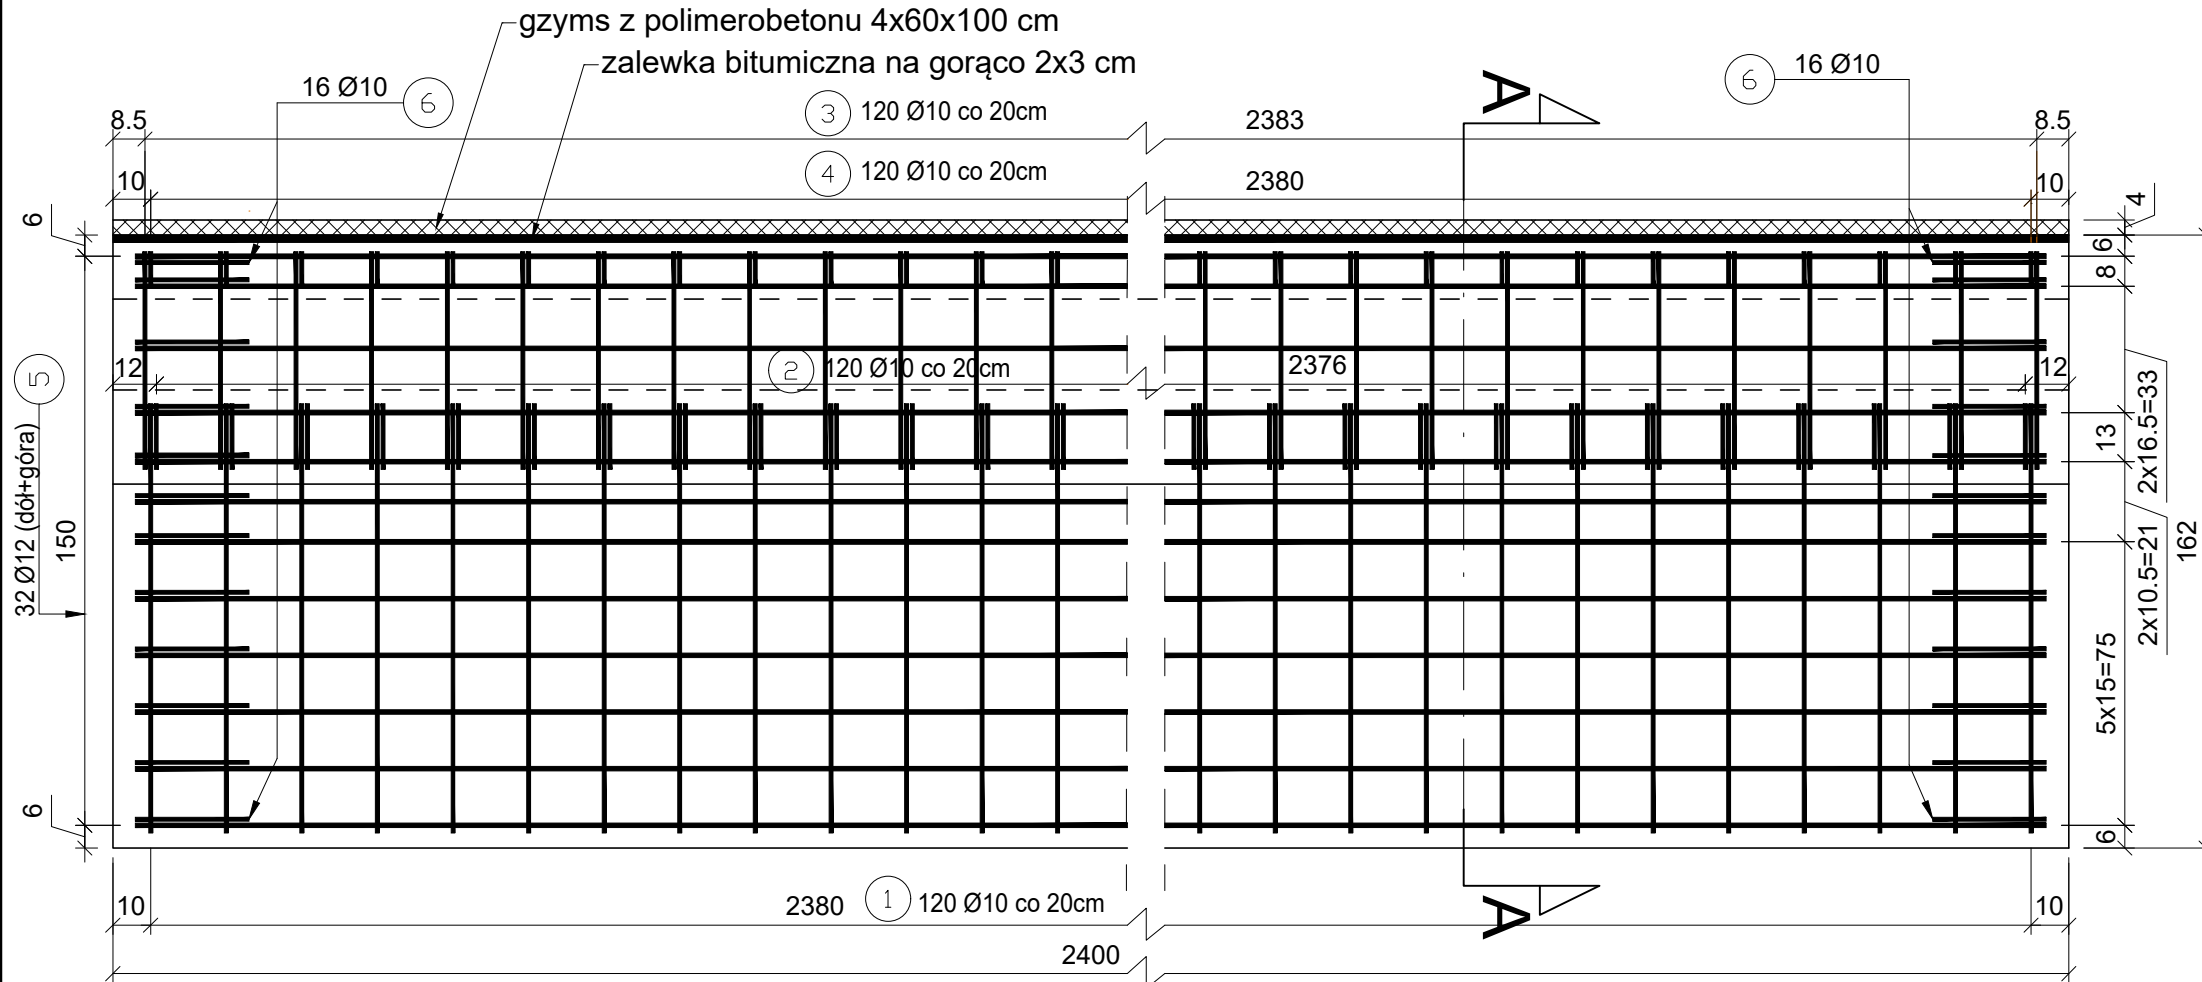 gzyms z polimerobetonu 4x60x100 cm
zalewka bitumiczna na gorąco 2x3 cm
16 Ø10 6
6 16 Ø10
A
3 120 Ø10 co 20cm
8.5 2383 8.5
4 120 Ø10 co 20cm
10 2380 10
6
4
6
8
12 2 120 Ø10 co 20cm 2376 12
5
32 Ø12 (dół+góra)
150
2x16.5=33
13
2x10.5=21
162
5x15=75
6
6
10 2380 1 120 Ø10 co 20cm 10
A
2400